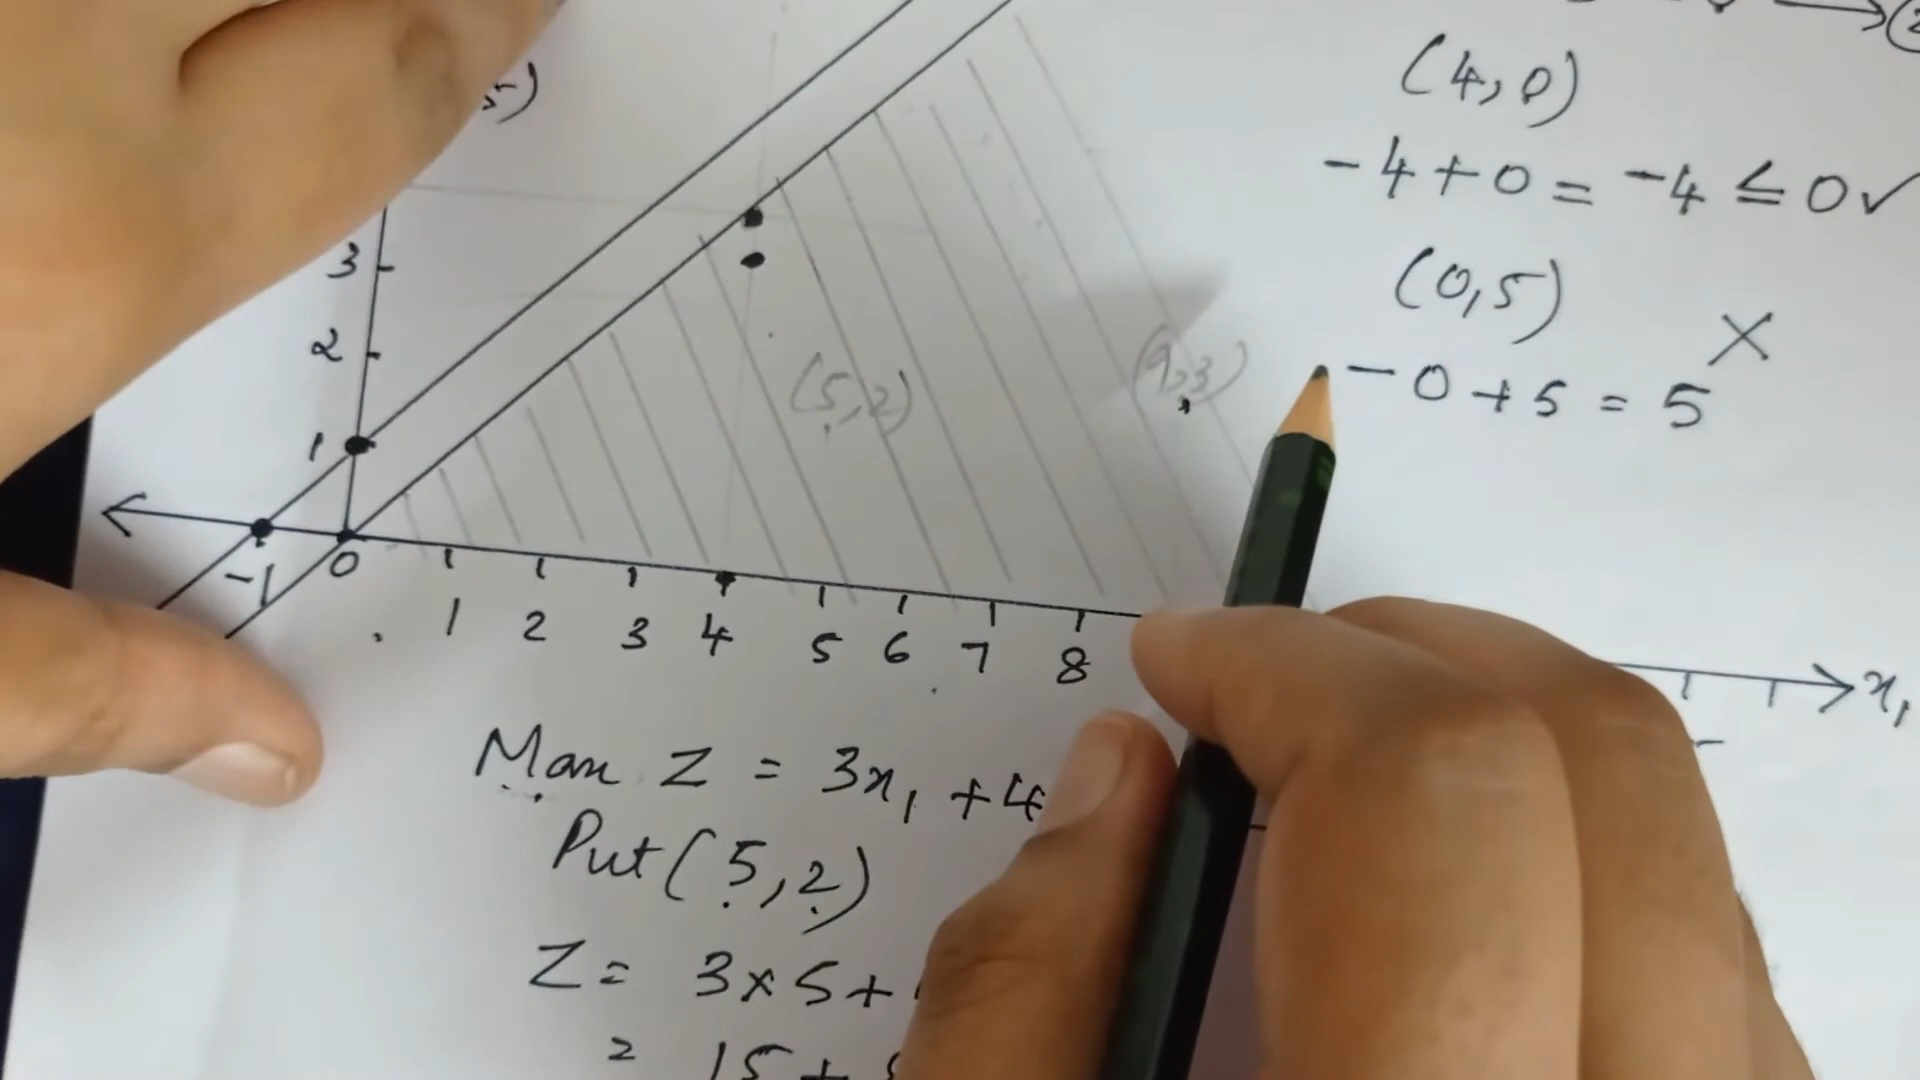 2
(4,0)
-4+0 = -4 ≤ 0 ✓
(0,5)
-0+5 = 5 ×
5)
3
2
1
(5,2)
(9,3)
-1 0 1 2 3 4 5 6 7 8
x₁
Max Z = 3x₁ + 4
Put (5,2)
Z = 3×5+
= 15+